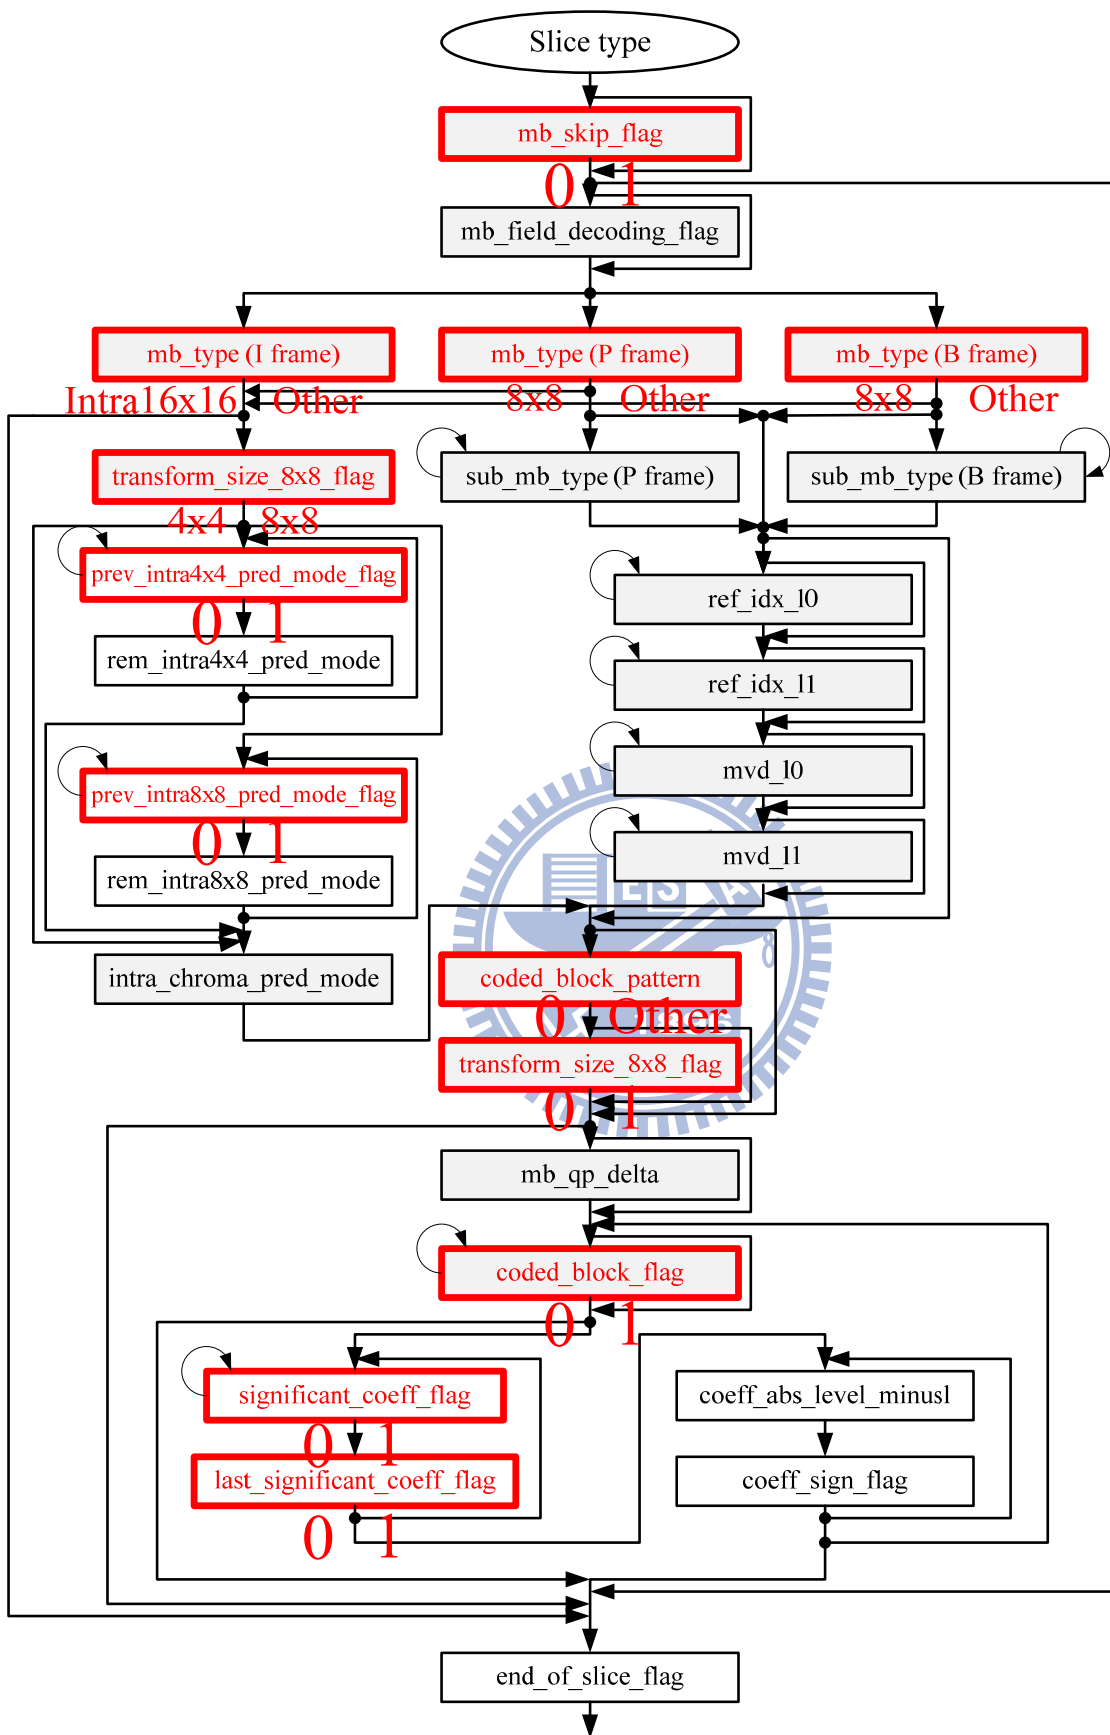 Slice type
mb_skip_flag
0 1
mb_field_decoding_flag
mb_type (I frame)
mb_type (P frame)
mb_type (B frame)
Intra16x16 Other
8x8 Other
8x8 Other
transform_size_8x8_flag
sub_mb_type (P frame)
sub_mb_type (B frame)
4x4 8x8
prev_intra4x4_pred_mode_flag
0 1
rem_intra4x4_pred_mode
prev_intra8x8_pred_mode_flag
0 1
rem_intra8x8_pred_mode
intra_chroma_pred_mode
ref_idx_l0
ref_idx_l1
mvd_l0
mvd_l1
coded_block_pattern
0 Other
transform_size_8x8_flag
0 1
mb_qp_delta
coded_block_flag
0 1
significant_coeff_flag
0 1
last_significant_coeff_flag
0 1
coeff_abs_level_minusl
coeff_sign_flag
end_of_slice_flag